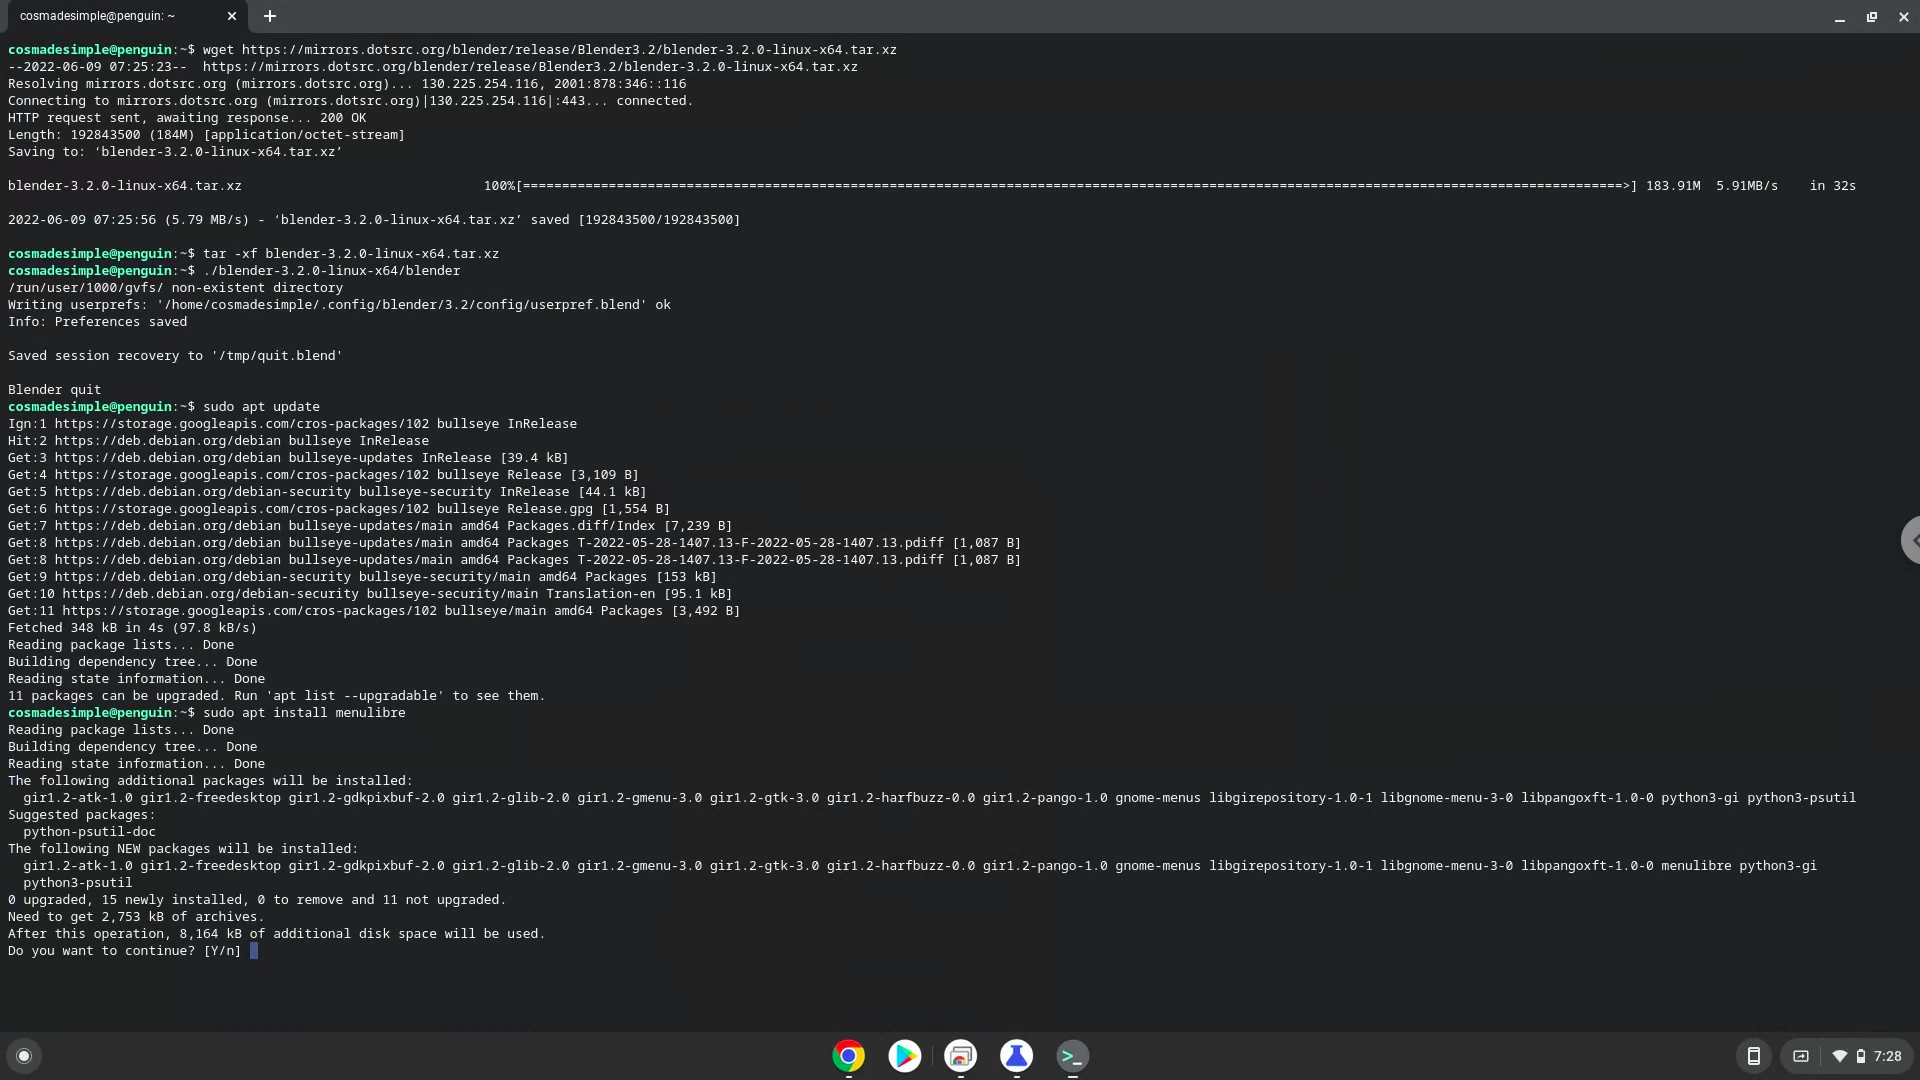 cosmadesimple@penguin: ~
cosmadesimple@penguin:~$ wget https://mirrors.dotsrc.org/blender/release/Blender3.2/blender-3.2.0-linux-x64.tar.xz
--2022-06-09 07:25:23--  https://mirrors.dotsrc.org/blender/release/Blender3.2/blender-3.2.0-linux-x64.tar.xz
Resolving mirrors.dotsrc.org (mirrors.dotsrc.org)... 130.225.254.116, 2001:878:346::116
Connecting to mirrors.dotsrc.org (mirrors.dotsrc.org)|130.225.254.116|:443... connected.
HTTP request sent, awaiting response... 200 OK
Length: 192843500 (184M) [application/octet-stream]
Saving to: ‘blender-3.2.0-linux-x64.tar.xz’
blender-3.2.0-linux-x64.tar.xz 100%[=============================================================================================================================================>] 183.91M  5.91MB/s    in 32s
2022-06-09 07:25:56 (5.79 MB/s) - ‘blender-3.2.0-linux-x64.tar.xz’ saved [192843500/192843500]
cosmadesimple@penguin:~$ tar -xf blender-3.2.0-linux-x64.tar.xz
cosmadesimple@penguin:~$ ./blender-3.2.0-linux-x64/blender
/run/user/1000/gvfs/ non-existent directory
Writing userprefs: '/home/cosmadesimple/.config/blender/3.2/config/userpref.blend' ok
Info: Preferences saved
Saved session recovery to '/tmp/quit.blend'
Blender quit
cosmadesimple@penguin:~$ sudo apt update
Ign:1 https://storage.googleapis.com/cros-packages/102 bullseye InRelease
Hit:2 https://deb.debian.org/debian bullseye InRelease
Get:3 https://deb.debian.org/debian bullseye-updates InRelease [39.4 kB]
Get:4 https://storage.googleapis.com/cros-packages/102 bullseye Release [3,109 B]
Get:5 https://deb.debian.org/debian-security bullseye-security InRelease [44.1 kB]
Get:6 https://storage.googleapis.com/cros-packages/102 bullseye Release.gpg [1,554 B]
Get:7 https://deb.debian.org/debian bullseye-updates/main amd64 Packages.diff/Index [7,239 B]
Get:8 https://deb.debian.org/debian bullseye-updates/main amd64 Packages T-2022-05-28-1407.13-F-2022-05-28-1407.13.pdiff [1,087 B]
Get:8 https://deb.debian.org/debian bullseye-updates/main amd64 Packages T-2022-05-28-1407.13-F-2022-05-28-1407.13.pdiff [1,087 B]
Get:9 https://deb.debian.org/debian-security bullseye-security/main amd64 Packages [153 kB]
Get:10 https://deb.debian.org/debian-security bullseye-security/main Translation-en [95.1 kB]
Get:11 https://storage.googleapis.com/cros-packages/102 bullseye/main amd64 Packages [3,492 B]
Fetched 348 kB in 4s (97.8 kB/s)
Reading package lists... Done
Building dependency tree... Done
Reading state information... Done
11 packages can be upgraded. Run 'apt list --upgradable' to see them.
cosmadesimple@penguin:~$ sudo apt install menulibre
Reading package lists... Done
Building dependency tree... Done
Reading state information... Done
The following additional packages will be installed:
  gir1.2-atk-1.0 gir1.2-freedesktop gir1.2-gdkpixbuf-2.0 gir1.2-glib-2.0 gir1.2-gmenu-3.0 gir1.2-gtk-3.0 gir1.2-harfbuzz-0.0 gir1.2-pango-1.0 gnome-menus libgirepository-1.0-1 libgnome-menu-3-0 libpangoxft-1.0-0 python3-gi python3-psutil
Suggested packages:
  python-psutil-doc
The following NEW packages will be installed:
  gir1.2-atk-1.0 gir1.2-freedesktop gir1.2-gdkpixbuf-2.0 gir1.2-glib-2.0 gir1.2-gmenu-3.0 gir1.2-gtk-3.0 gir1.2-harfbuzz-0.0 gir1.2-pango-1.0 gnome-menus libgirepository-1.0-1 libgnome-menu-3-0 libpangoxft-1.0-0 menulibre python3-gi
  python3-psutil
0 upgraded, 15 newly installed, 0 to remove and 11 not upgraded.
Need to get 2,753 kB of archives.
After this operation, 8,164 kB of additional disk space will be used.
Do you want to continue? [Y/n]
7:28